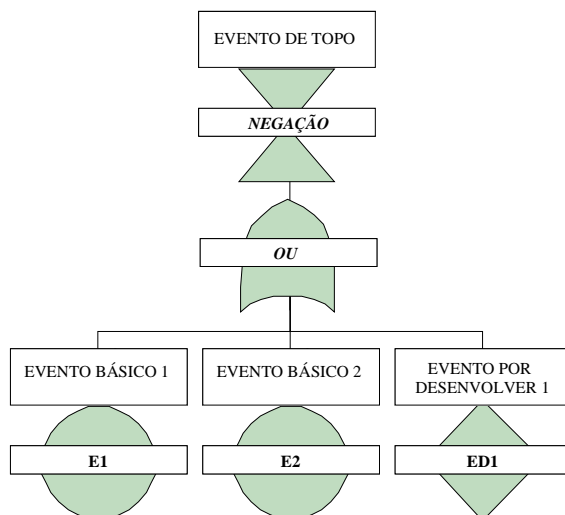 EVENTO DE TOPO
NEGAÇÃO
OU
EVENTO BÁSICO 1
EVENTO BÁSICO 2
EVENTO POR
DESENVOLVER 1
E1
E2
ED1